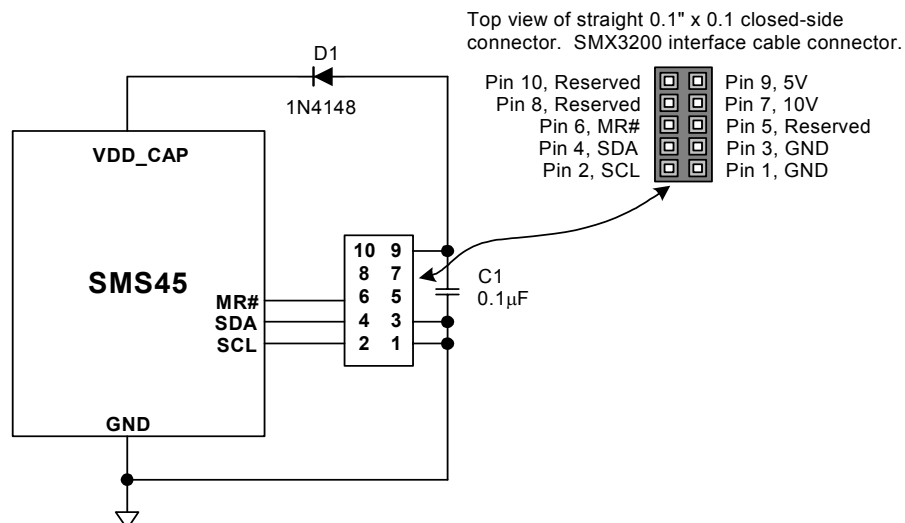 Top view of straight 0.1" x 0.1 closed-side
connector. SMX3200 interface cable connector.
D1
1N4148
Pin 10, Reserved
Pin 9, 5V
Pin 8, Reserved
Pin 7, 10V
Pin 6, MR#
Pin 5, Reserved
Pin 4, SDA
Pin 3, GND
Pin 2, SCL
Pin 1, GND
VDD_CAP
SMS45
MR#
SDA
SCL
GND
10 9
8 7
6 5
4 3
2 1
C1
0.1µF